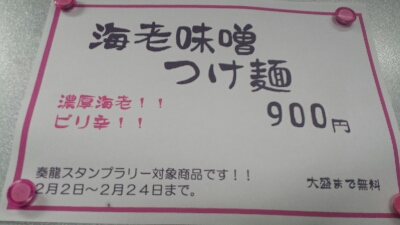 海老味噌
つけ麺
濃厚海老！！
ピリ辛！！
900円
奏龍スタンプラリー対象商品です！！
2月2日〜2月24日まで。
大盛まで無料